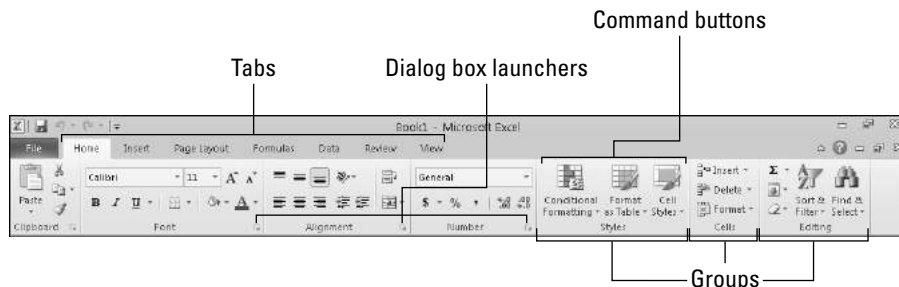 Command buttons
Tabs
Dialog box launchers
Book1 - Microsoft Excel
File Home Insert Page Layout Formulas Data Review View
Calibri 11 A A General Insert Σ
Paste B I U A $ % , Conditional Format Cell Delete Sort & Find &
Formatting as Table Styles Format Filter Select
Clipboard Font Alignment Number Styles Cells Editing
Groups